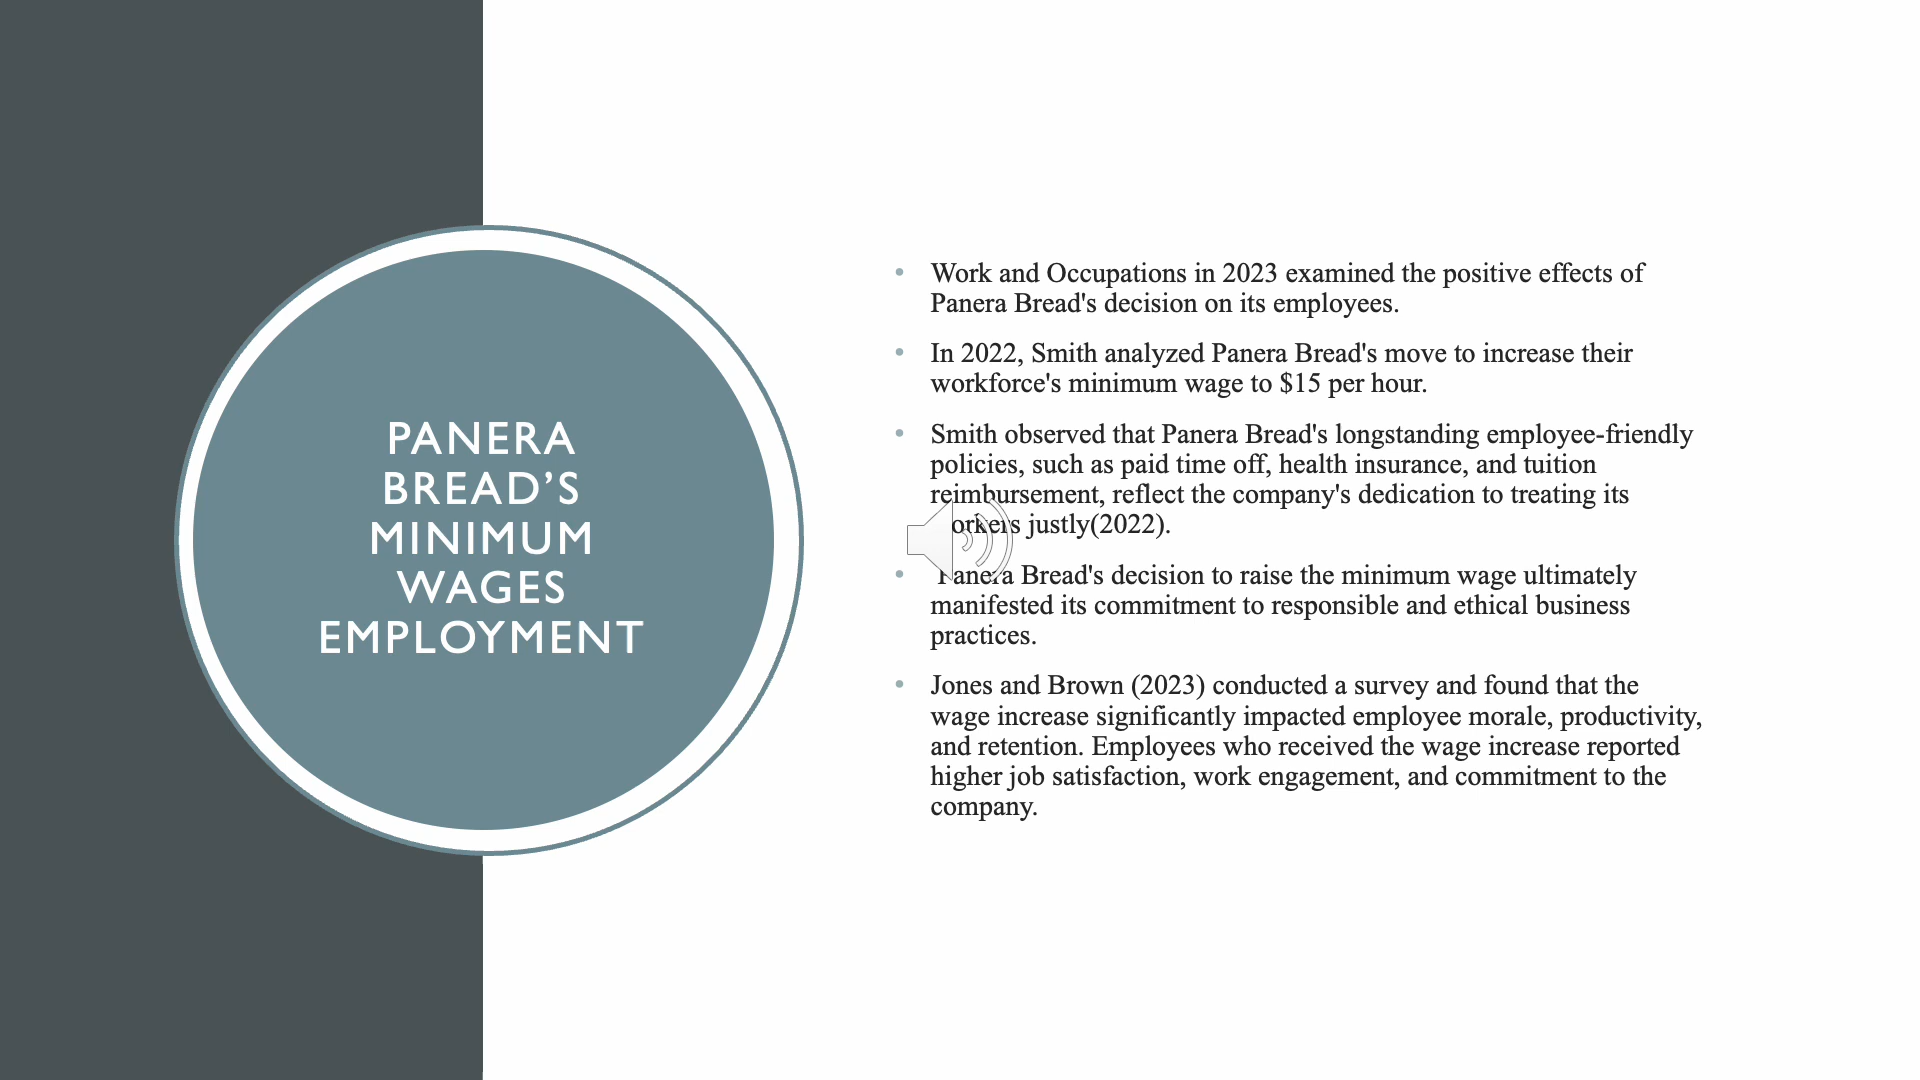 PANERA
BREAD’S
MINIMUM
WAGES
EMPLOYMENT
• Work and Occupations in 2023 examined the positive effects of
Panera Bread's decision on its employees.
• In 2022, Smith analyzed Panera Bread's move to increase their
workforce's minimum wage to $15 per hour.
• Smith observed that Panera Bread's longstanding employee-friendly
policies, such as paid time off, health insurance, and tuition
reimbursement, reflect the company's dedication to treating its
workers justly(2022).
• Panera Bread's decision to raise the minimum wage ultimately
manifested its commitment to responsible and ethical business
practices.
• Jones and Brown (2023) conducted a survey and found that the
wage increase significantly impacted employee morale, productivity,
and retention. Employees who received the wage increase reported
higher job satisfaction, work engagement, and commitment to the
company.